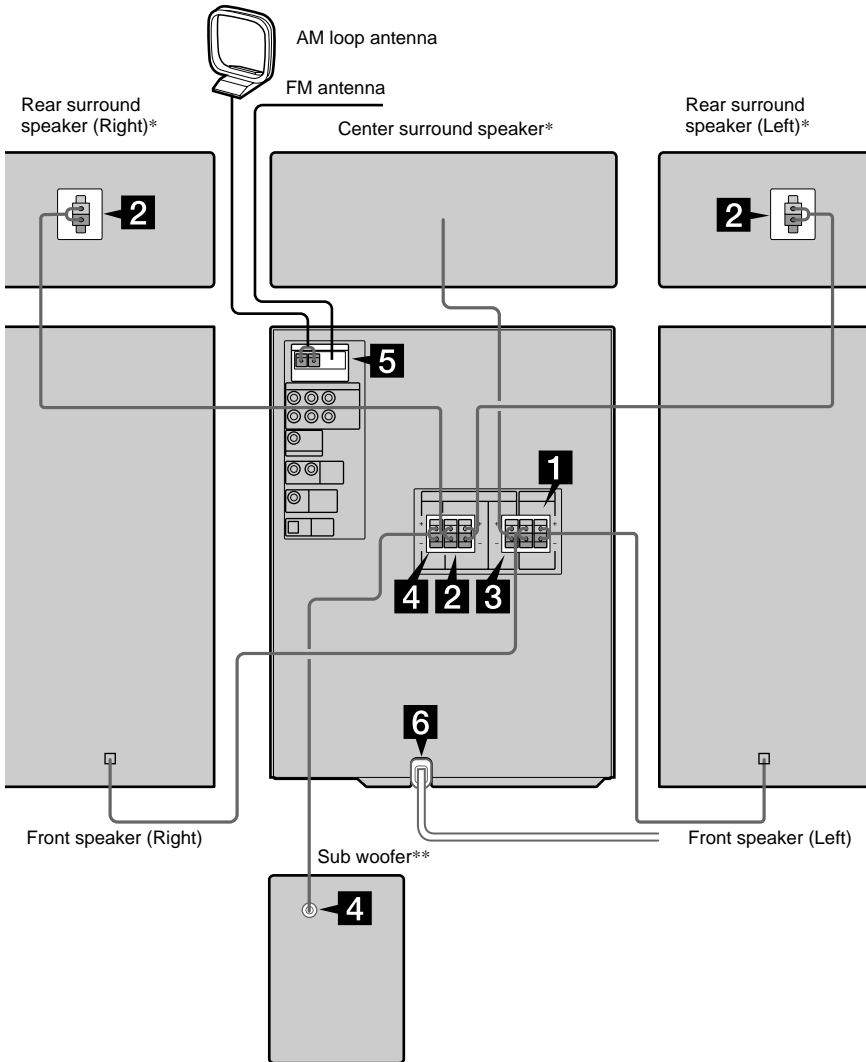 AM loop antenna
FM antenna
Rear surround
speaker (Right)*
Center surround speaker*
Rear surround
speaker (Left)*
2
2
5
1
+ + + +
− − − −
4 2 3
6
Front speaker (Right)
Front speaker (Left)
Sub woofer**
4